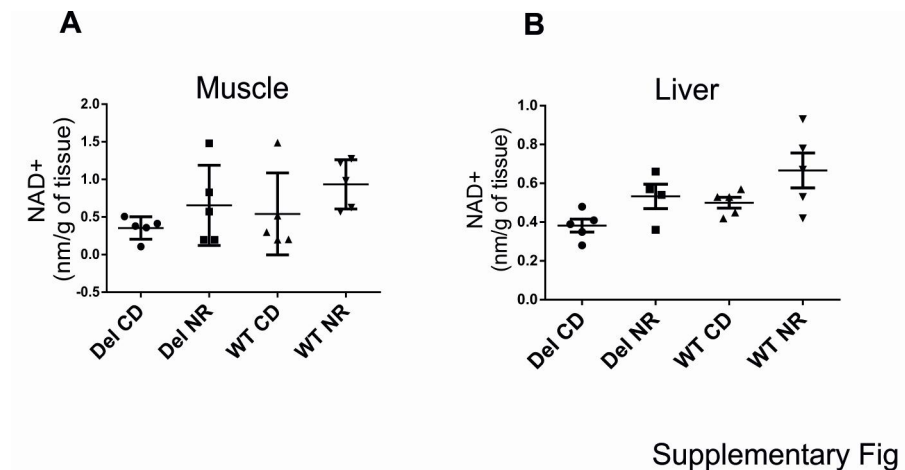 A
Muscle
NAD+
(nm/g of tissue)
2.0
1.5
1.0
0.5
0.0
-0.5
Del CD
Del NR
WT CD
WT NR
B
Liver
NAD+
(nm/g of tissue)
1.0
0.8
0.6
0.4
0.2
0.0
Del CD
Del NR
WT CD
WT NR
Supplementary Fig